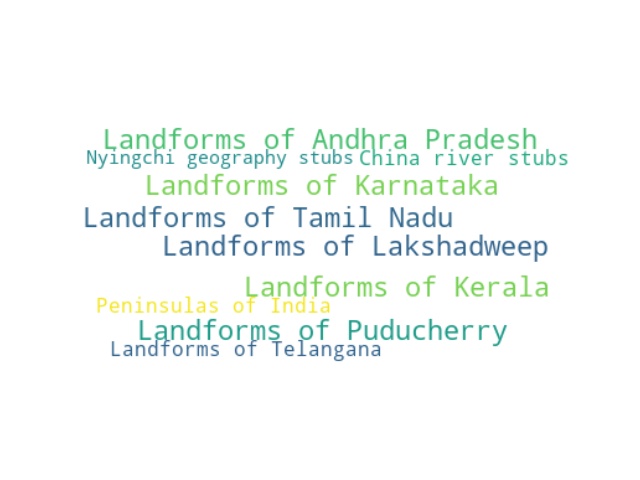 Landforms of Andhra Pradesh
Nyingchi geography stubs China river stubs
Landforms of Karnataka
Landforms of Tamil Nadu
Landforms of Lakshadweep
Landforms of Kerala
Peninsulas of India
Landforms of Puducherry
Landforms of Telangana